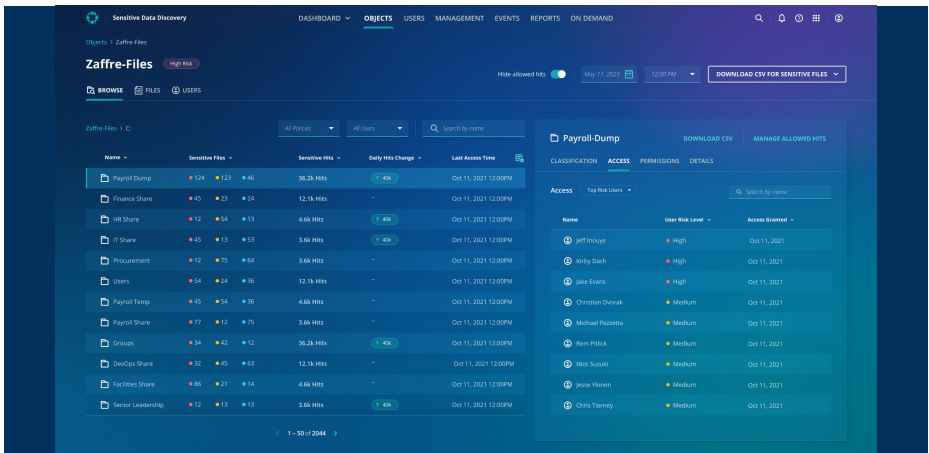 Sensitive Data Discovery
DASHBOARD OBJECTS USERS MANAGEMENT EVENTS REPORTS ON DEMAND
Objects > Zaffre-Files
Zaffre-Files High Risk
Hide allowed hits May 11, 2023 12:00 PM DOWNLOAD CSV FOR SENSITIVE FILES
BROWSE FILES USERS
Zaffre-Files > C: All Policies All Users Search by name
Name Sensitive Files Sensitive Hits Daily Hits Change Last Access Time
Payroll Dump 124 123 46 36.2k Hits ↑ 40k Oct 11, 2021 12:00PM
Finance Share 45 23 24 12.1k Hits – Oct 11, 2021 12:00PM
HR Share 12 54 13 4.6k Hits ↑ 40k Oct 11, 2021 12:00PM
IT Share 45 13 53 3.6k Hits ↑ 40k Oct 11, 2021 12:00PM
Procurement 12 75 64 3.6k Hits – Oct 11, 2021 12:00PM
Users 54 24 36 12.1k Hits – Oct 11, 2021 12:00PM
Payroll Temp 45 54 36 4.6k Hits – Oct 11, 2021 12:00PM
Payroll Share 77 12 75 3.6k Hits – Oct 11, 2021 12:00PM
Groups 34 42 12 36.2k Hits ↑ 40k Oct 11, 2021 12:00PM
DevOps Share 32 45 63 12.1k Hits – Oct 11, 2021 12:00PM
Facilities Share 86 21 14 4.6k Hits – Oct 11, 2021 12:00PM
Senior Leadership 12 13 13 3.6k Hits ↑ 40k Oct 11, 2021 12:00PM
< 1 – 50 of 2044 >
Payroll-Dump DOWNLOAD CSV MANAGE ALLOWED HITS
CLASSIFICATION ACCESS PERMISSIONS DETAILS
Access Top Risk Users Search by name
Name User Risk Level Access Granted
Jeff Inouye High Oct 11, 2021
Kirby Dach High Oct 11, 2021
Jake Evans High Oct 11, 2021
Christian Dvorak Medium Oct 11, 2021
Michael Pezzetta Medium Oct 11, 2021
Rem Pitlick Medium Oct 11, 2021
Nick Suzuki Medium Oct 11, 2021
Jesse Ylonen Medium Oct 11, 2021
Chris Tierney Medium Oct 11, 2021